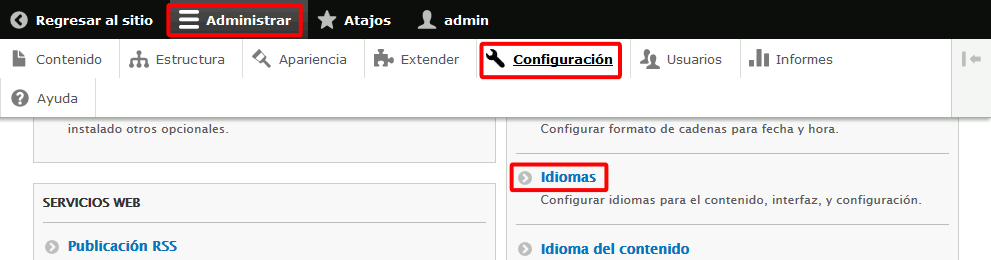 Regresar al sitio Administrar Atajos admin
Contenido Estructura Apariencia Extender Configuración Usuarios Informes
Ayuda
instalado otros opcionales.
SERVICIOS WEB
Publicación RSS
Configurar formato de cadenas para fecha y hora.
Idiomas
Configurar idiomas para el contenido, interfaz, y configuración.
Idioma del contenido